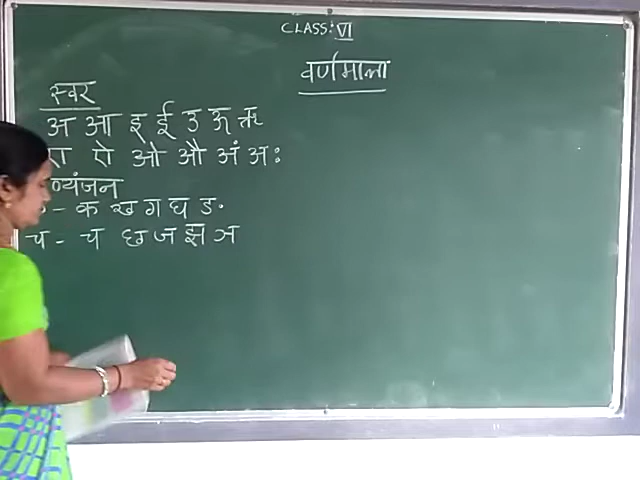 CLASS: VI
वर्णमाला
स्वर
अ आ इ ई उ ऊ ऋ
ए ऐ ओ औ अं अः
व्यंजन
क - क ख ग घ ङ
च - च छ ज झ ञ